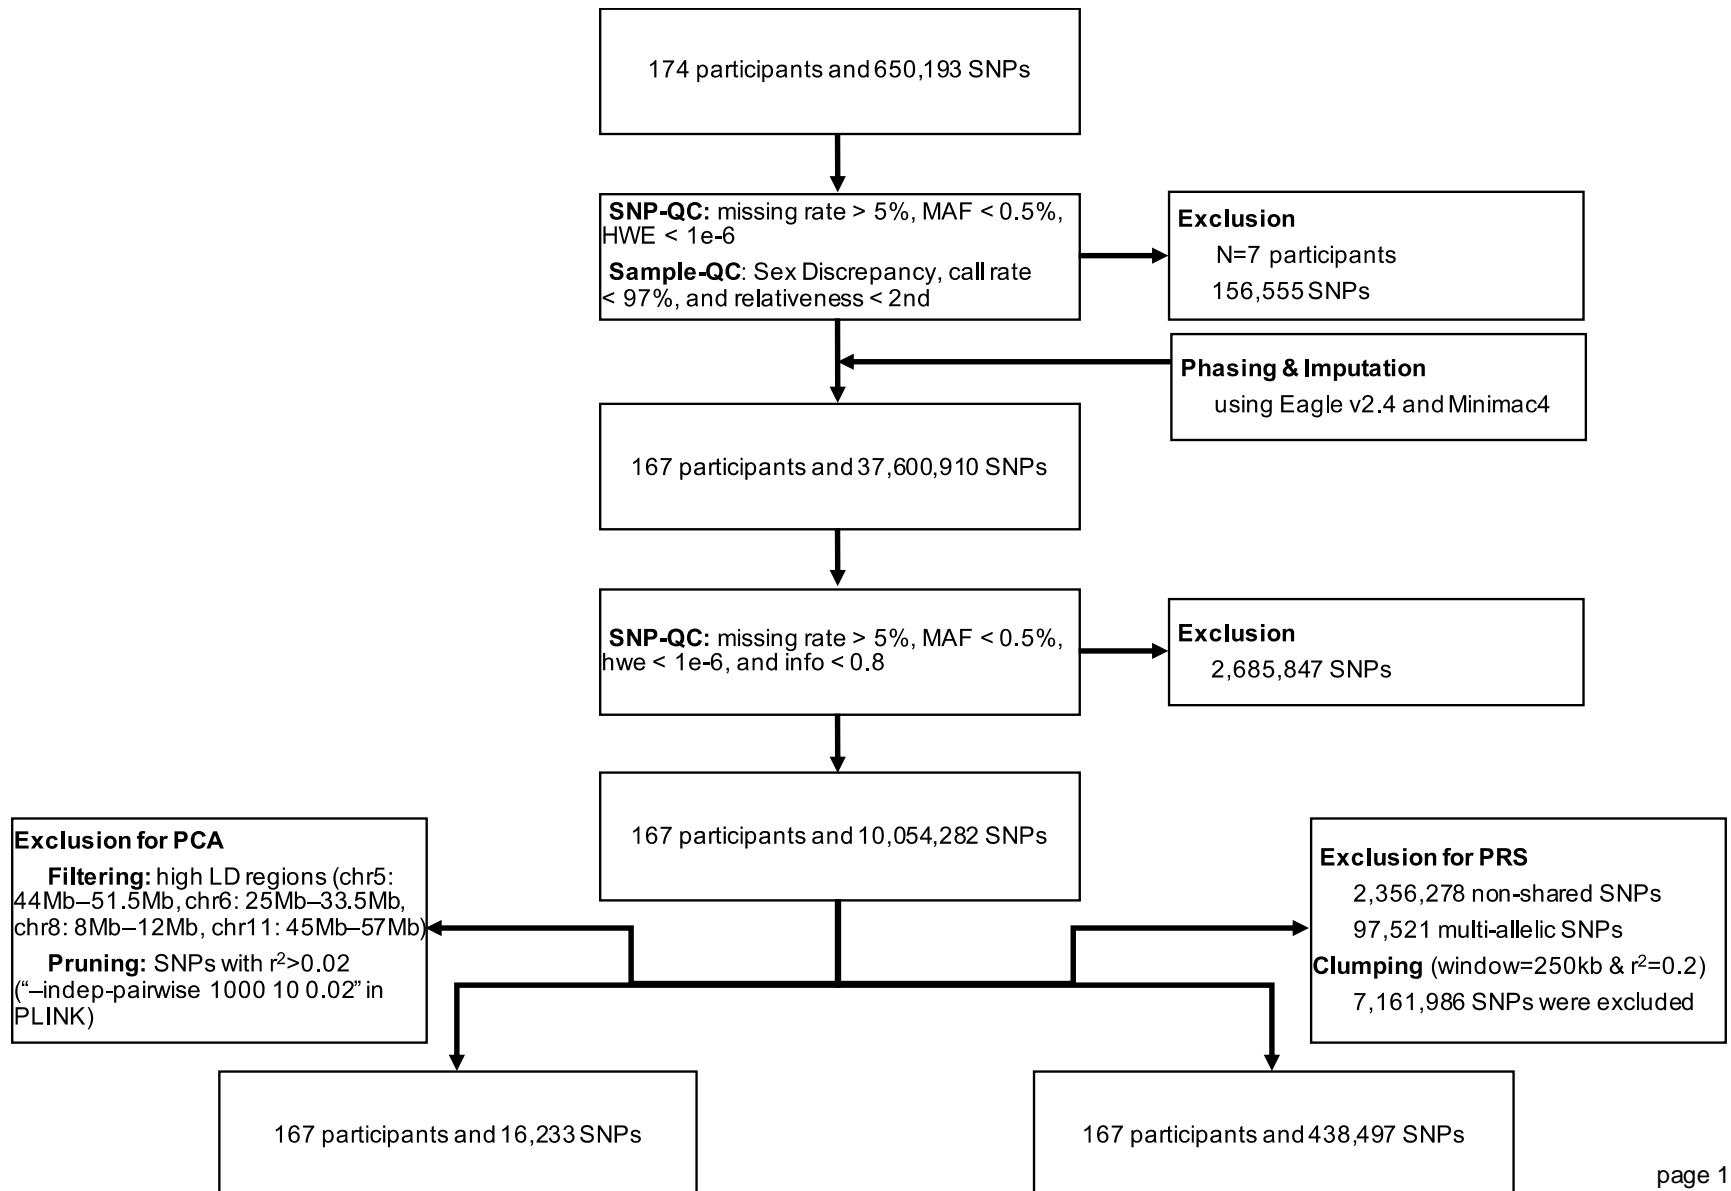 174 participants and 650,193 SNPs
SNP-QC: missing rate > 5%, MAF < 0.5%,
HWE < 1e-6
Sample-QC: Sex Discrepancy, call rate
< 97%, and relativeness < 2nd
Exclusion
N=7 participants
156,555 SNPs
Phasing & Imputation
using Eagle v2.4 and Minimac4
167 participants and 37,600,910 SNPs
SNP-QC: missing rate > 5%, MAF < 0.5%,
hwe < 1e-6, and info < 0.8
Exclusion
2,685,847 SNPs
167 participants and 10,054,282 SNPs
Exclusion for PCA
Filtering: high LD regions (chr5:
44Mb–51.5Mb, chr6: 25Mb–33.5Mb,
chr8: 8Mb–12Mb, chr11: 45Mb–57Mb)
Pruning: SNPs with r²>0.02
(“–indep-pairwise 1000 10 0.02” in
PLINK)
Exclusion for PRS
2,356,278 non-shared SNPs
97,521 multi-allelic SNPs
Clumping (window=250kb & r²=0.2)
7,161,986 SNPs were excluded
167 participants and 16,233 SNPs
167 participants and 438,497 SNPs
page 1